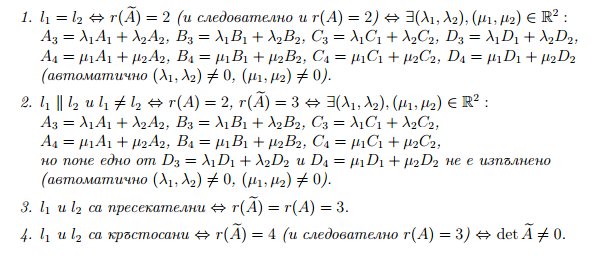 1. l₁ = l₂ ⇔ r(Ã) = 2 (и следователно и r(A) = 2) ⇔ ∃(λ₁, λ₂), (μ₁, μ₂) ∈ ℝ² :
A₃ = λ₁A₁ + λ₂A₂, B₃ = λ₁B₁ + λ₂B₂, C₃ = λ₁C₁ + λ₂C₂, D₃ = λ₁D₁ + λ₂D₂,
A₄ = μ₁A₁ + μ₂A₂, B₄ = μ₁B₁ + μ₂B₂, C₄ = μ₁C₁ + μ₂C₂, D₄ = μ₁D₁ + μ₂D₂
(автоматично (λ₁, λ₂) ≠ 0, (μ₁, μ₂) ≠ 0).
2. l₁ ∥ l₂ и l₁ ≠ l₂ ⇔ r(A) = 2, r(Ã) = 3 ⇔ ∃(λ₁, λ₂), (μ₁, μ₂) ∈ ℝ² :
A₃ = λ₁A₁ + λ₂A₂, B₃ = λ₁B₁ + λ₂B₂, C₃ = λ₁C₁ + λ₂C₂,
A₄ = μ₁A₁ + μ₂A₂, B₄ = μ₁B₁ + μ₂B₂, C₄ = μ₁C₁ + μ₂C₂,
но поне едно от D₃ = λ₁D₁ + λ₂D₂ и D₄ = μ₁D₁ + μ₂D₂ не е изпълнено
(автоматично (λ₁, λ₂) ≠ 0, (μ₁, μ₂) ≠ 0).
3. l₁ и l₂ са пресекателни ⇔ r(Ã) = r(A) = 3.
4. l₁ и l₂ са кръстосани ⇔ r(Ã) = 4 (и следователно r(A) = 3) ⇔ det Ã ≠ 0.